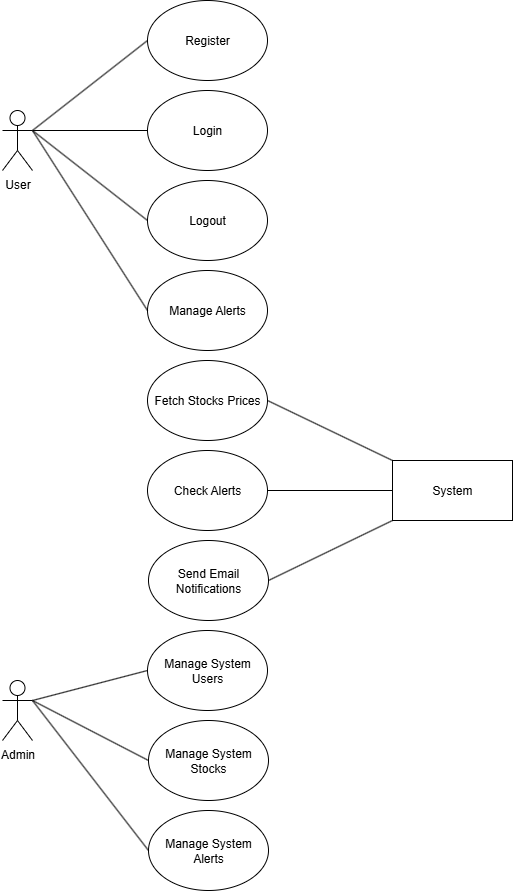 Register
Login
User
Logout
Manage Alerts
Fetch Stocks Prices
Check Alerts
System
Send Email
Notifications
Manage System
Users
Admin
Manage System
Stocks
Manage System
Alerts